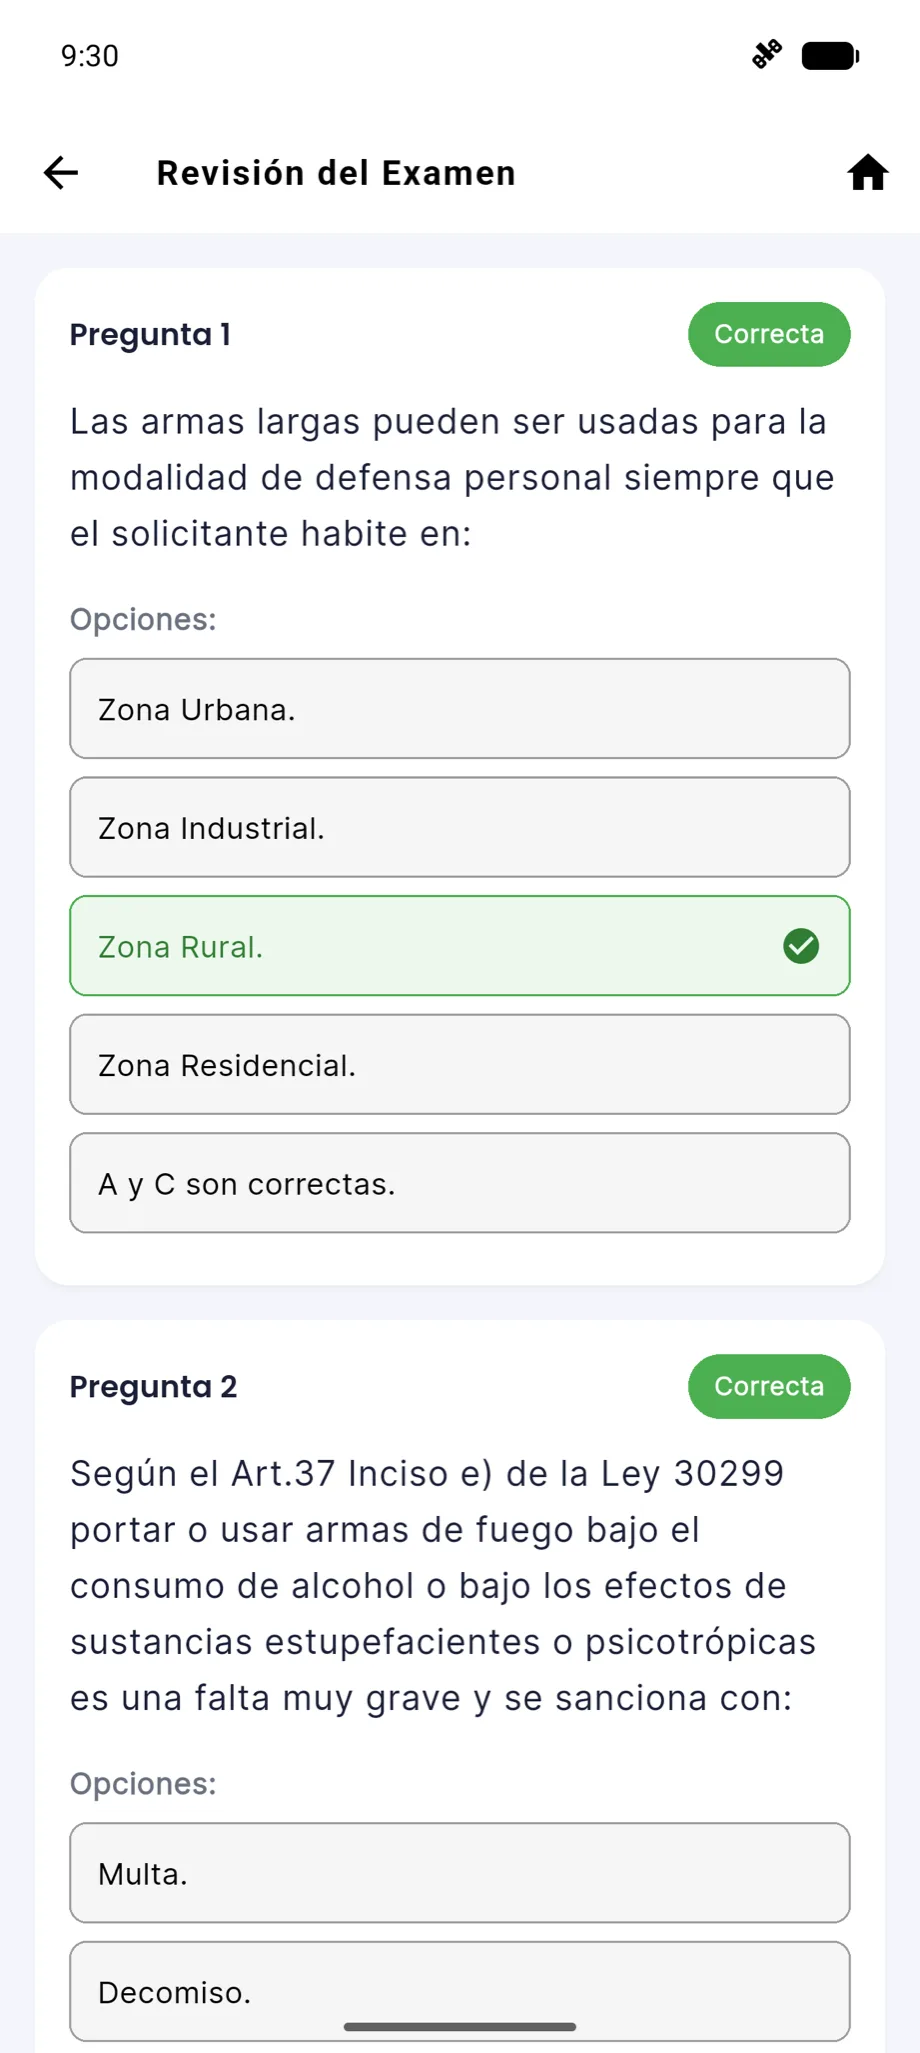 9:30
Revisión del Examen
Pregunta 1
Correcta
Las armas largas pueden ser usadas para la
modalidad de defensa personal siempre que
el solicitante habite en:
Opciones:
Zona Urbana.
Zona Industrial.
Zona Rural.
Zona Residencial.
A y C son correctas.
Pregunta 2
Correcta
Según el Art.37 Inciso e) de la Ley 30299
portar o usar armas de fuego bajo el
consumo de alcohol o bajo los efectos de
sustancias estupefacientes o psicotrópicas
es una falta muy grave y se sanciona con:
Opciones:
Multa.
Decomiso.